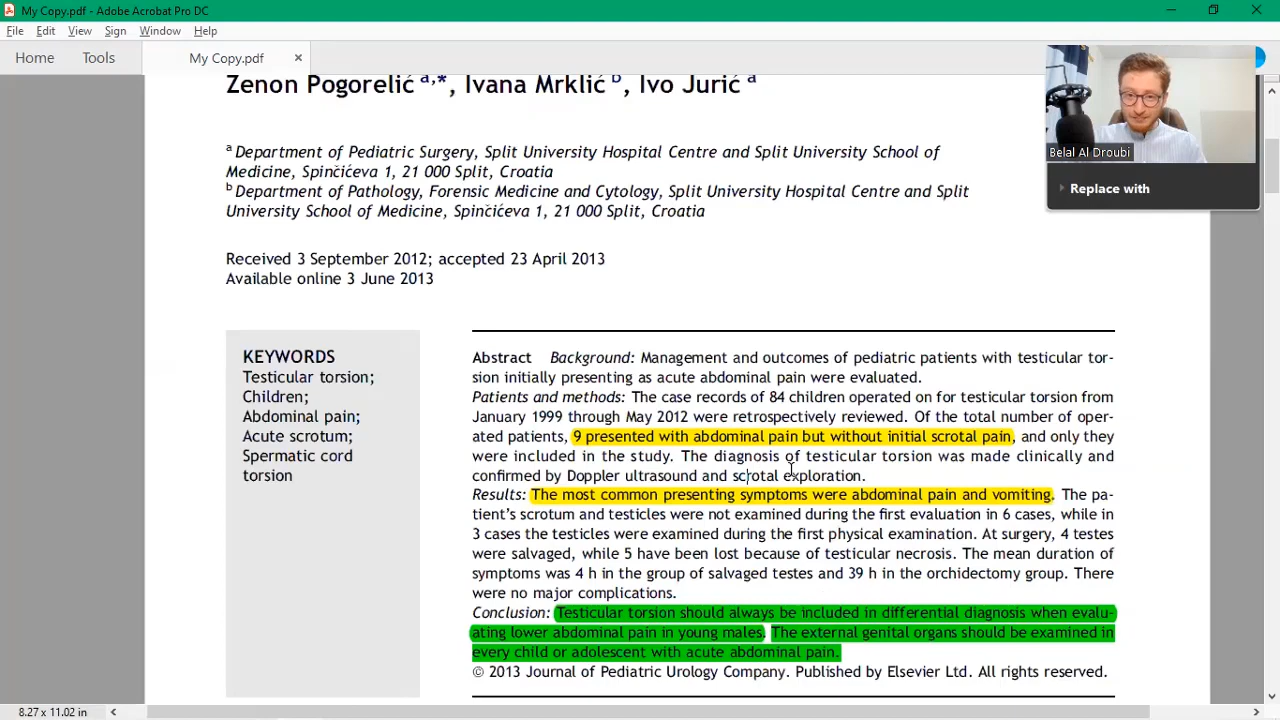 My Copy.pdf - Adobe Acrobat Pro DC
File Edit View Sign Window Help
Home Tools My Copy.pdf
Zenon Pogorelić a,*, Ivana Mrklić b, Ivo Jurić a
Belal Al Droubi
Replace with
a Department of Pediatric Surgery, Split University Hospital Centre and Split University School of
Medicine, Spinčićeva 1, 21 000 Split, Croatia
b Department of Pathology, Forensic Medicine and Cytology, Split University Hospital Centre and Split
University School of Medicine, Spinčićeva 1, 21 000 Split, Croatia
Received 3 September 2012; accepted 23 April 2013
Available online 3 June 2013
KEYWORDS
Testicular torsion;
Children;
Abdominal pain;
Acute scrotum;
Spermatic cord
torsion
Abstract Background: Management and outcomes of pediatric patients with testicular tor-
sion initially presenting as acute abdominal pain were evaluated.
Patients and methods: The case records of 84 children operated on for testicular torsion from
January 1999 through May 2012 were retrospectively reviewed. Of the total number of oper-
ated patients, 9 presented with abdominal pain but without initial scrotal pain, and only they
were included in the study. The diagnosis of testicular torsion was made clinically and
confirmed by Doppler ultrasound and scrotal exploration.
Results: The most common presenting symptoms were abdominal pain and vomiting. The pa-
tient's scrotum and testicles were not examined during the first evaluation in 6 cases, while in
3 cases the testicles were examined during the first physical examination. At surgery, 4 testes
were salvaged, while 5 have been lost because of testicular necrosis. The mean duration of
symptoms was 4 h in the group of salvaged testes and 39 h in the orchidectomy group. There
were no major complications.
Conclusion: Testicular torsion should always be included in differential diagnosis when evalu-
ating lower abdominal pain in young males. The external genital organs should be examined in
every child or adolescent with acute abdominal pain.
© 2013 Journal of Pediatric Urology Company. Published by Elsevier Ltd. All rights reserved.
8.27 x 11.02 in